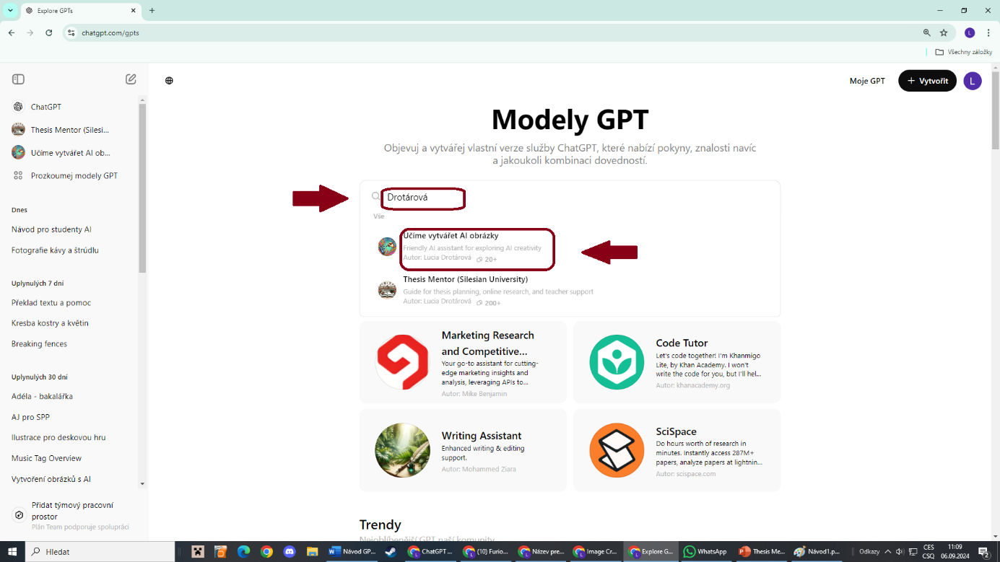 Explore GPTs
chatgpt.com/gpts
L
Všechny záložky
ChatGPT
Thesis Mentor (Silesi...
Učíme vytvářet AI ob...
Prozkoumej modely GPT
Dnes
Návod pro studenty AI
Fotografie kávy a štrúdlu
Uplynulých 7 dní
Překlad textu a pomoc
Kresba kostry a květin
Breaking fences
Uplynulých 30 dní
Adéla - bakalářka
AJ pro SPP
Ilustrace pro deskovou hru
Music Tag Overview
Vytvoření obrázků s AI
Přidat týmový pracovní
prostor
Plán Team podporuje spolupráci
Moje GPT
+ Vytvořit
L
Modely GPT
Objevuj a vytvářej vlastní verze služby ChatGPT, které nabízí pokyny, znalosti navíc
a jakoukoli kombinaci dovedností.
Drotárová
Vše
Učíme vytvářet AI obrázky
Friendly AI assistant for exploring AI creativity
Autor: Lucia Drotárová 20+
Thesis Mentor (Silesian University)
Guide for thesis planning, online research, and teacher support
Autor: Lucia Drotárová 200+
Marketing Research
and Competitive...
Your go-to assistant for cutting-
edge marketing insights and
analysis, leveraging APIs to...
Autor: Mike Benjamin
Code Tutor
Let's code together! I'm Khanmigo
Lite, by Khan Academy. I won't
write the code for you, but I'll hel...
Autor: khanacademy.org
Writing Assistant
Enhanced writing & editing
support.
Autor: Mohammed Ziara
SciSpace
Do hours worth of research in
minutes. Instantly access 287M+
papers, analyze papers at lightnin...
Autor: scispace.com
Trendy
Nejoblíbenější GPT naší komunity
Hledat
Návod GP...
ChatGPT ...
(10) Furio...
Název pre...
Image Cr...
Explore G...
WhatsApp
Thesis Me...
Návod1.p...
Odkazy
CES
CSQ
11:09
06.09.2024
2